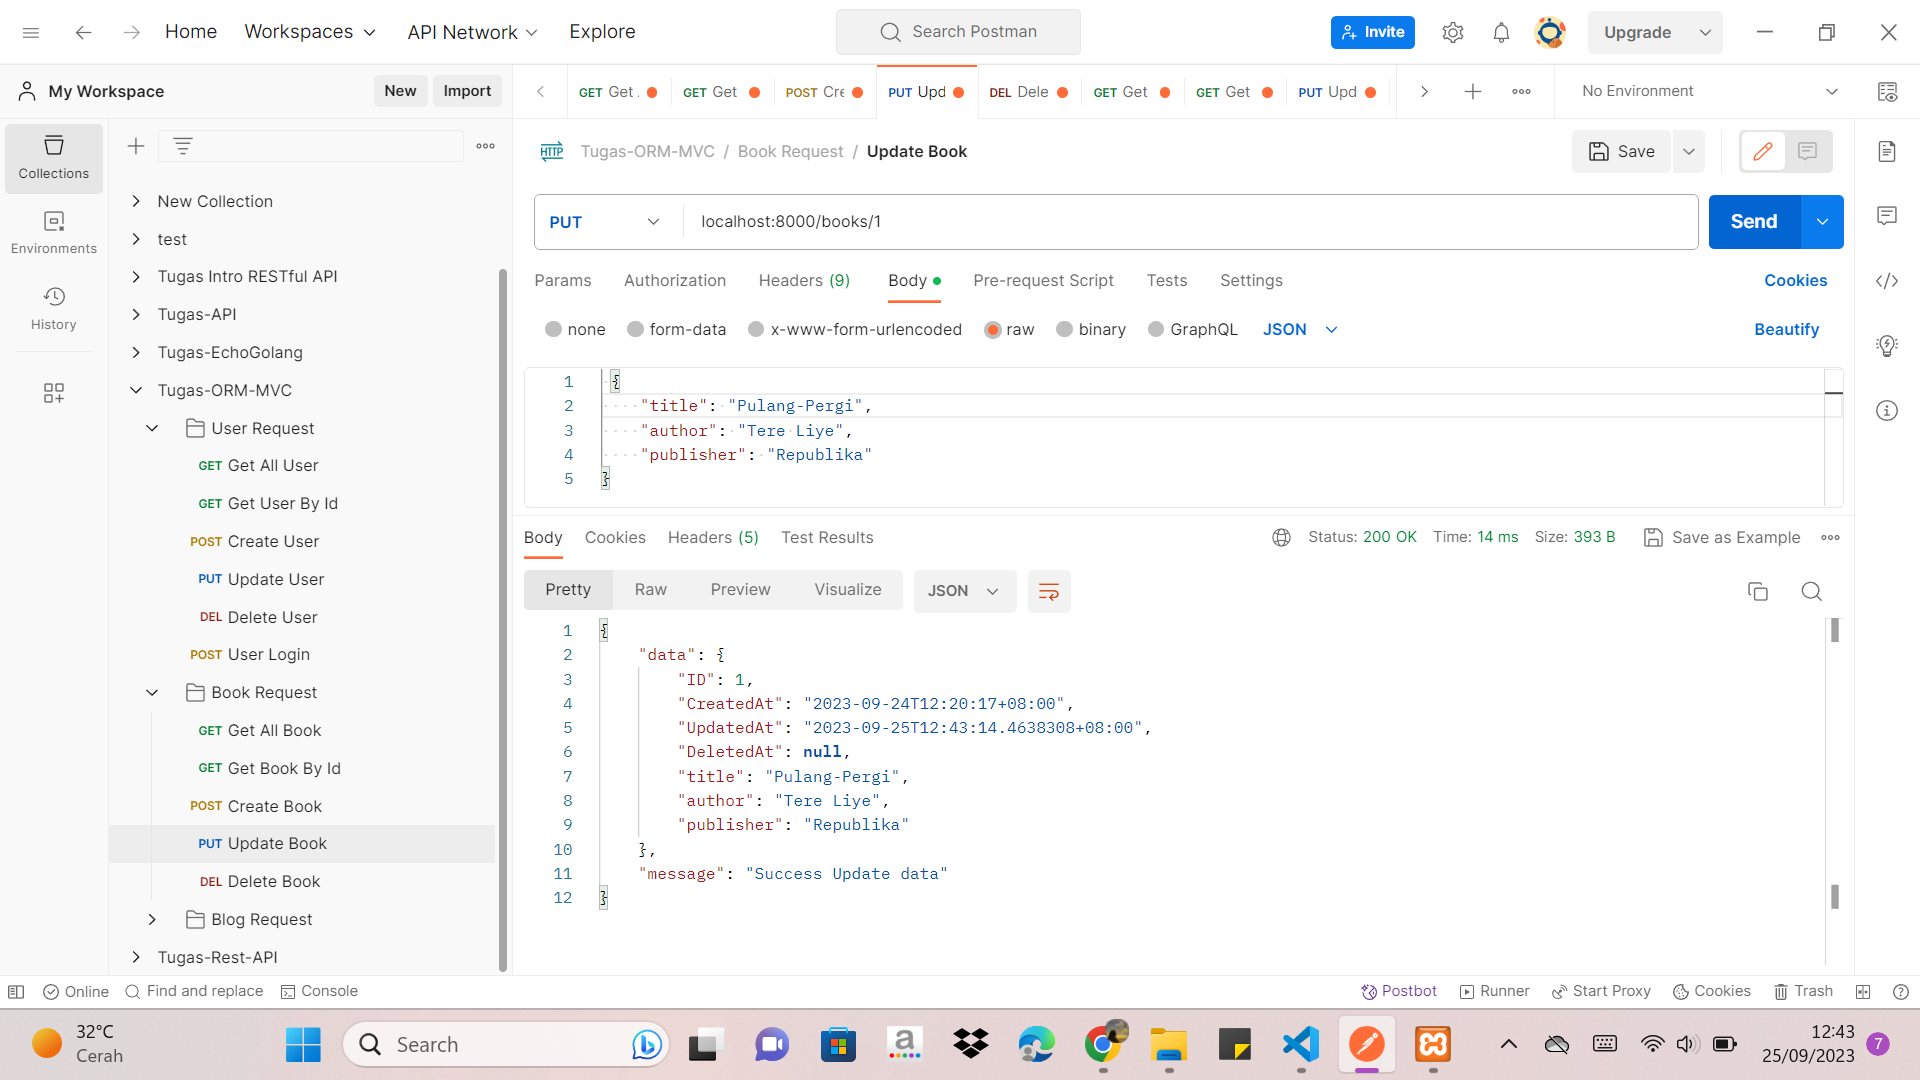 Home
Workspaces
API Network
Explore
Search Postman
Invite
Upgrade
My Workspace
New
Import
GET Get
GET Get
POST Cre
PUT Upd
DEL Dele
GET Get
GET Get
PUT Upd
No Environment
Collections
Environments
History
New Collection
test
Tugas Intro RESTful API
Tugas-API
Tugas-EchoGolang
Tugas-ORM-MVC
User Request
GET Get All User
GET Get User By Id
POST Create User
PUT Update User
DEL Delete User
POST User Login
Book Request
GET Get All Book
GET Get Book By Id
POST Create Book
PUT Update Book
DEL Delete Book
Blog Request
Tugas-Rest-API
HTTP Tugas-ORM-MVC / Book Request / Update Book
Save
PUT
localhost:8000/books/1
Send
Params
Authorization
Headers (9)
Body
Pre-request Script
Tests
Settings
Cookies
none
form-data
x-www-form-urlencoded
raw
binary
GraphQL
JSON
Beautify
1 {
2 "title": "Pulang-Pergi",
3 "author": "Tere Liye",
4 "publisher": "Republika"
5 }
Body
Cookies
Headers (5)
Test Results
Status: 200 OK
Time: 14 ms
Size: 393 B
Save as Example
Pretty
Raw
Preview
Visualize
JSON
1 {
2 "data": {
3 "ID": 1,
4 "CreatedAt": "2023-09-24T12:20:17+08:00",
5 "UpdatedAt": "2023-09-25T12:43:14.4638308+08:00",
6 "DeletedAt": null,
7 "title": "Pulang-Pergi",
8 "author": "Tere Liye",
9 "publisher": "Republika"
10 },
11 "message": "Success Update data"
12 }
Online
Find and replace
Console
Postbot
Runner
Start Proxy
Cookies
Trash
32°C
Cerah
Search
a
12:43
25/09/2023
7